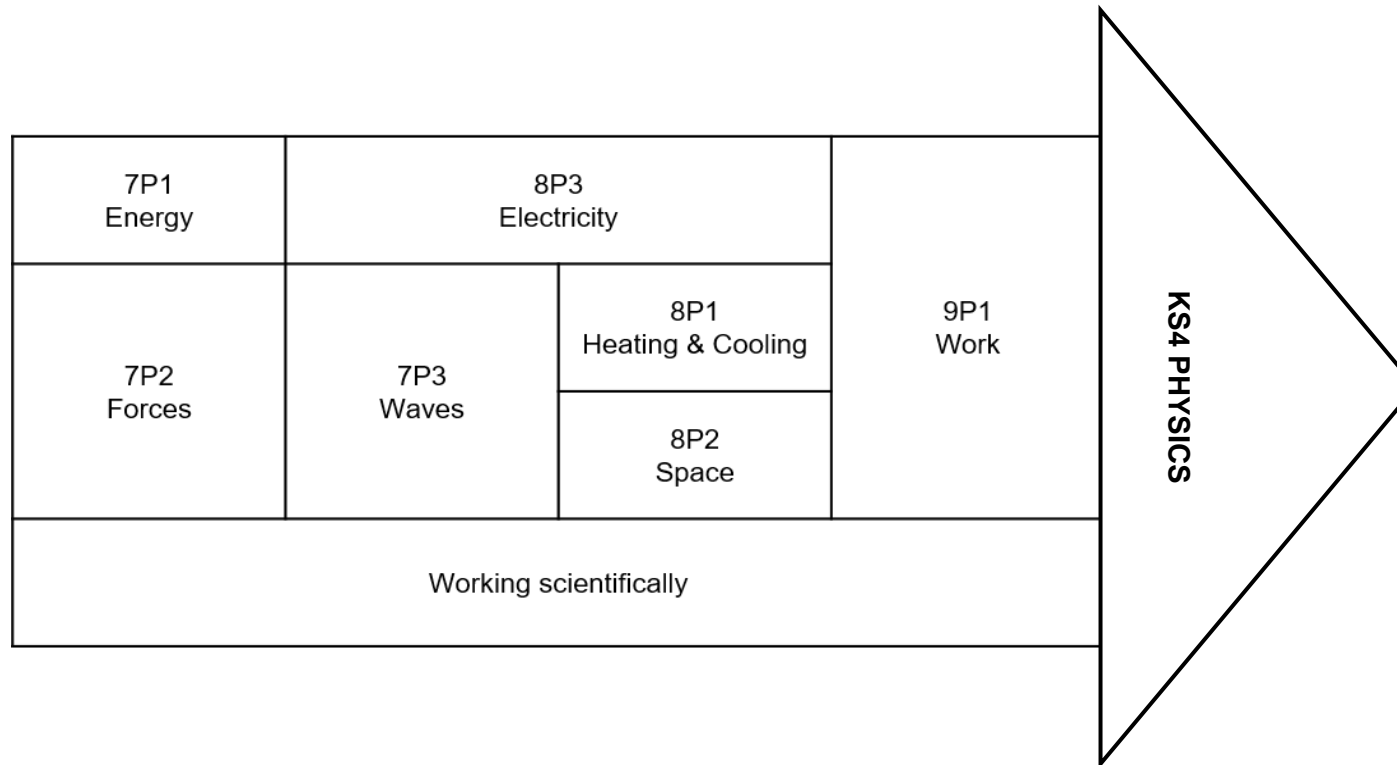 7P1
Energy
8P3
Electricity
7P2
Forces
7P3
Waves
8P1
Heating & Cooling
8P2
Space
9P1
Work
Working scientifically
KS4 PHYSICS